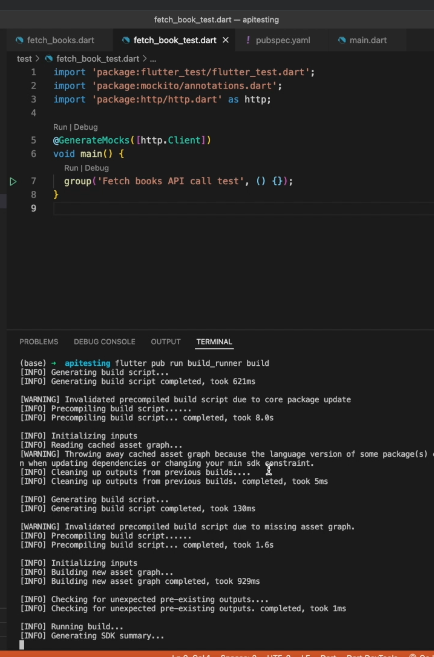 fetch_book_test.dart — apitesting
fetch_books.dart
fetch_book_test.dart ×
! pubspec.yaml
main.dart
test > fetch_book_test.dart > ...
1 import 'package:flutter_test/flutter_test.dart';
2 import 'package:mockito/annotations.dart';
3 import 'package:http/http.dart' as http;
4
Run | Debug
5 @GenerateMocks([http.Client])
6 void main() {
Run | Debug
7 group('Fetch books API call test', () {});
8 }
9
PROBLEMS DEBUG CONSOLE OUTPUT TERMINAL
(base) → apitesting flutter pub run build_runner build
[INFO] Generating build script...
[INFO] Generating build script completed, took 621ms
[WARNING] Invalidated precompiled build script due to core package update
[INFO] Precompiling build script......
[INFO] Precompiling build script... completed, took 8.0s
[INFO] Initializing inputs
[INFO] Reading cached asset graph...
[WARNING] Throwing away cached asset graph because the language version of some package(s)
n when updating dependencies or changing your min sdk constraint.
[INFO] Cleaning up outputs from previous builds....
[INFO] Cleaning up outputs from previous builds. completed, took 5ms
[INFO] Generating build script...
[INFO] Generating build script completed, took 130ms
[WARNING] Invalidated precompiled build script due to missing asset graph.
[INFO] Precompiling build script......
[INFO] Precompiling build script... completed, took 1.6s
[INFO] Initializing inputs
[INFO] Building new asset graph...
[INFO] Building new asset graph completed, took 929ms
[INFO] Checking for unexpected pre-existing outputs....
[INFO] Checking for unexpected pre-existing outputs. completed, took 1ms
[INFO] Running build...
[INFO] Generating SDK summary...